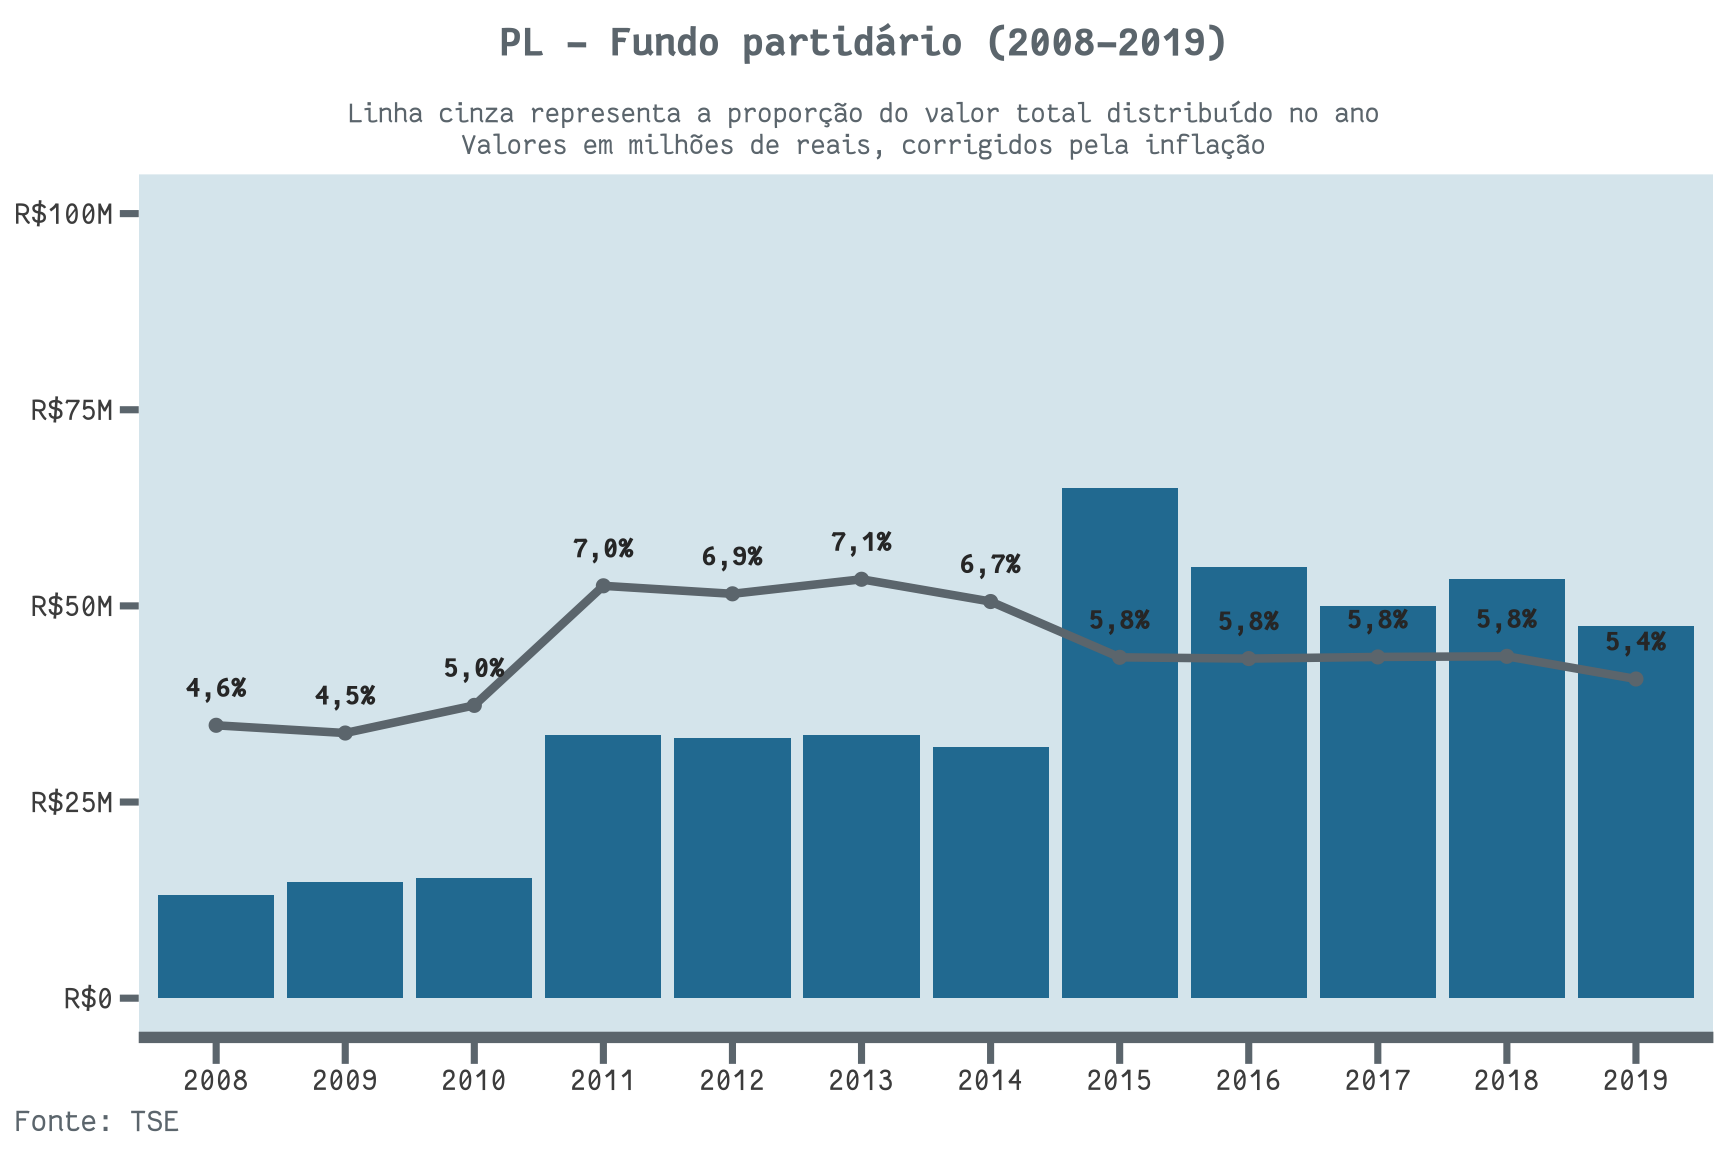 PL - Fundo partidário (2008-2019)
Linha cinza representa a proporção do valor total distribuído no ano
Valores em milhões de reais, corrigidos pela inflação
R$100M
R$75M
R$50M
R$25M
R$0
4,6%
4,5%
5,0%
7,0%
6,9%
7,1%
6,7%
5,8%
5,8%
5,8%
5,8%
5,4%
2008 2009 2010 2011 2012 2013 2014 2015 2016 2017 2018 2019
Fonte: TSE